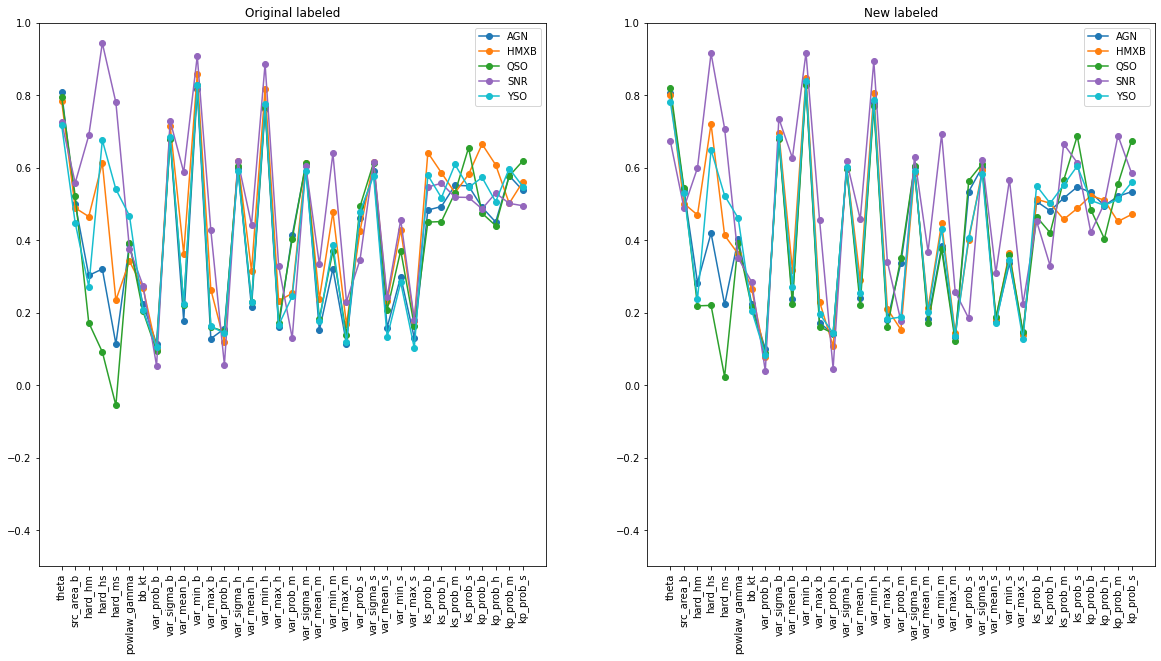 Original labeled
1.0
0.8
0.6
0.4
0.2
0.0
−0.2
−0.4
AGN
HMXB
QSO
SNR
YSO
theta
src_area_b
hard_hm
hard_hs
hard_ms
powlaw_gamma
bb_kt
var_prob_b
var_sigma_b
var_mean_b
var_min_b
var_max_b
var_prob_h
var_sigma_h
var_mean_h
var_min_h
var_max_h
var_prob_m
var_sigma_m
var_mean_m
var_min_m
var_max_m
var_prob_s
var_sigma_s
var_mean_s
var_min_s
var_max_s
ks_prob_b
ks_prob_h
ks_prob_m
ks_prob_s
kp_prob_b
kp_prob_h
kp_prob_m
kp_prob_s
New labeled
1.0
0.8
0.6
0.4
0.2
0.0
−0.2
−0.4
AGN
HMXB
QSO
SNR
YSO
theta
src_area_b
hard_hm
hard_hs
hard_ms
powlaw_gamma
bb_kt
var_prob_b
var_sigma_b
var_mean_b
var_min_b
var_max_b
var_prob_h
var_sigma_h
var_mean_h
var_min_h
var_max_h
var_prob_m
var_sigma_m
var_mean_m
var_min_m
var_max_m
var_prob_s
var_sigma_s
var_mean_s
var_min_s
var_max_s
ks_prob_b
ks_prob_h
ks_prob_m
ks_prob_s
kp_prob_b
kp_prob_h
kp_prob_m
kp_prob_s